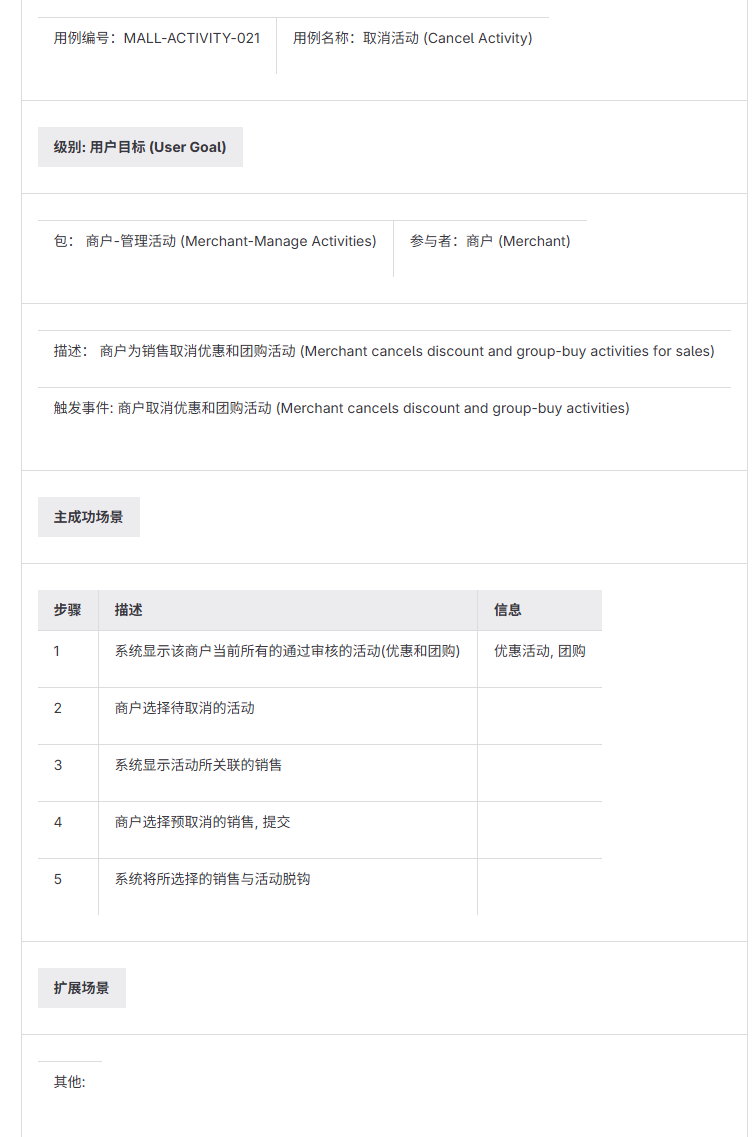 用例编号：MALL-ACTIVITY-021 用例名称：取消活动 (Cancel Activity)
级别: 用户目标 (User Goal)
包： 商户-管理活动 (Merchant-Manage Activities) 参与者：商户 (Merchant)
描述： 商户为销售取消优惠和团购活动 (Merchant cancels discount and group-buy activities for sales)
触发事件: 商户取消优惠和团购活动 (Merchant cancels discount and group-buy activities)
主成功场景
步骤 描述 信息
1 系统显示该商户当前所有的通过审核的活动(优惠和团购) 优惠活动, 团购
2 商户选择待取消的活动
3 系统显示活动所关联的销售
4 商户选择预取消的销售, 提交
5 系统将所选择的销售与活动脱钩
扩展场景
其他: